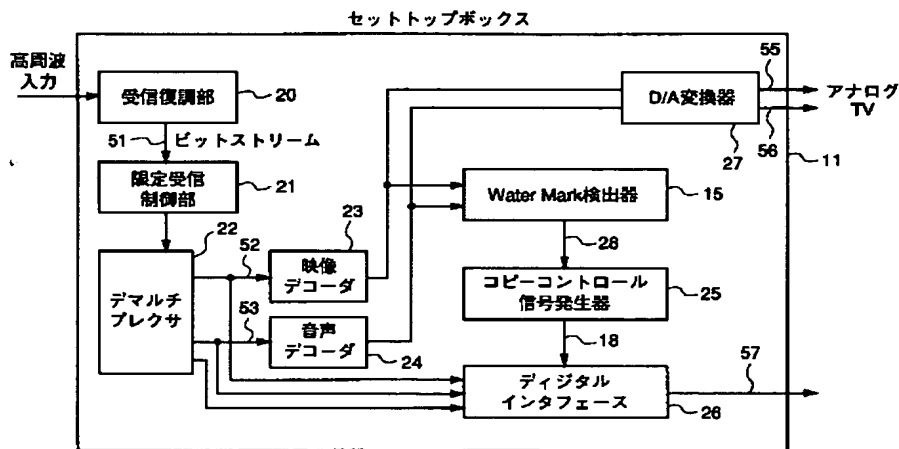 セットトップボックス
高周波
入力
受信復調部
20
51
ビットストリーム
限定受信
制御部
21
22
デマルチ
プレクサ
52
23
映像
デコーダ
53
音声
デコーダ
24
D/A変換器
27
55
56
アナログ
TV
11
Water Mark検出器
15
28
コピーコントロール
信号発生器
25
18
ディジタル
インタフェース
26
57